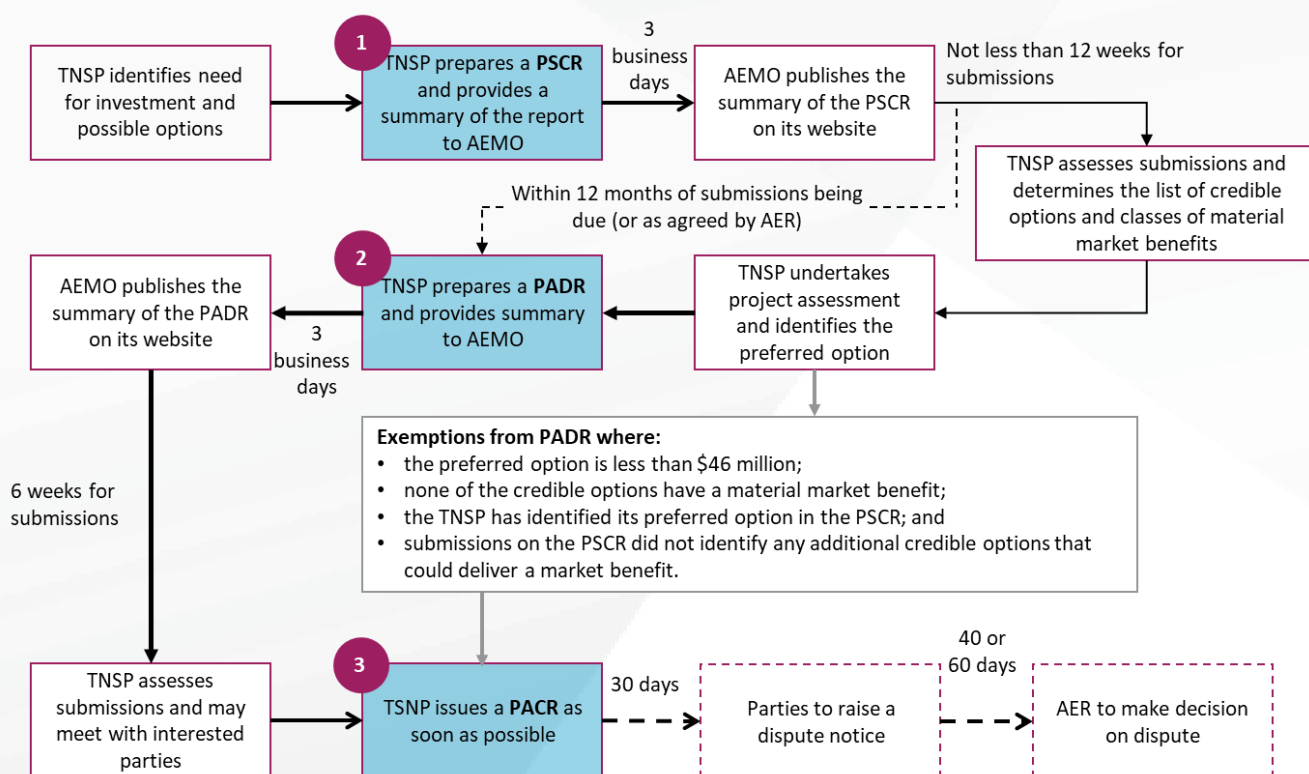 TNSP identifies need
for investment and
possible options
1
TNSP prepares a PSCR
and provides a
summary of the report
to AEMO
3
business
days
AEMO publishes the
summary of the PSCR
on its website
Not less than 12 weeks for
submissions
TNSP assesses submissions and
determines the list of credible
options and classes of material
market benefits
Within 12 months of submissions being
due (or as agreed by AER)
TNSP undertakes
project assessment
and identifies the
preferred option
2
TNSP prepares a PADR
and provides summary
to AEMO
3
business
days
AEMO publishes the
summary of the PADR
on its website
Exemptions from PADR where:
• the preferred option is less than $46 million;
• none of the credible options have a material market benefit;
• the TNSP has identified its preferred option in the PSCR; and
• submissions on the PSCR did not identify any additional credible options that
could deliver a market benefit.
6 weeks for
submissions
TNSP assesses
submissions and may
meet with interested
parties
3
TSNP issues a PACR as
soon as possible
30 days
Parties to raise a
dispute notice
40 or
60 days
AER to make decision
on dispute